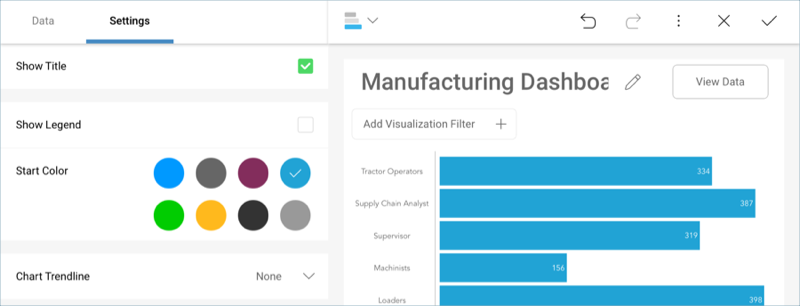 Data Settings
Show Title
Show Legend
Start Color
Chart Trendline None
Manufacturing Dashboa
View Data
Add Visualization Filter
Tractor Operators 334
Supply Chain Analyst 387
Supervisor 319
Machinists 156
Loaders 398